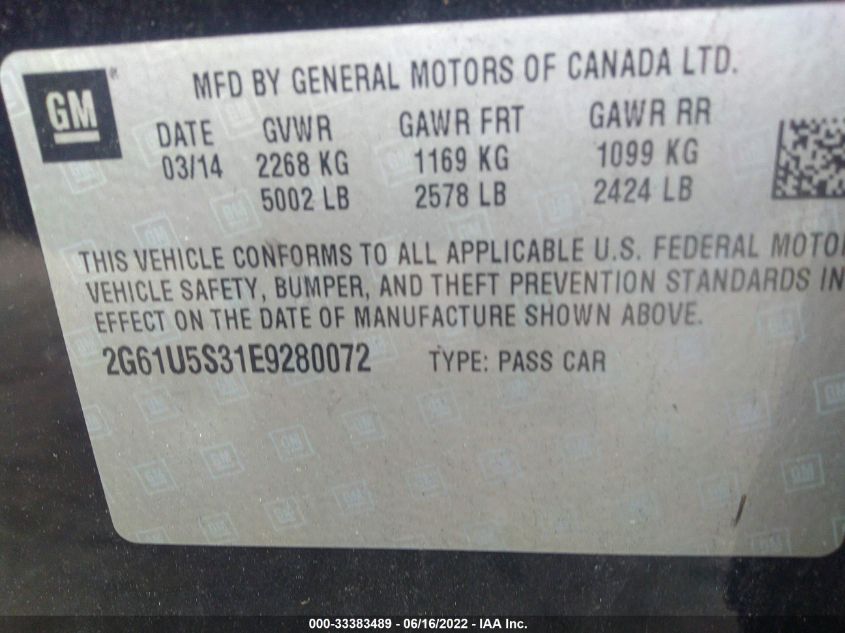 GM
MFD BY GENERAL MOTORS OF CANADA LTD.
DATE GVWR GAWR FRT GAWR RR
03/14 2268 KG 1169 KG 1099 KG
5002 LB 2578 LB 2424 LB
THIS VEHICLE CONFORMS TO ALL APPLICABLE U.S. FEDERAL MOTO
VEHICLE SAFETY, BUMPER, AND THEFT PREVENTION STANDARDS IN
EFFECT ON THE DATE OF MANUFACTURE SHOWN ABOVE.
2G61U5S31E9280072 TYPE: PASS CAR
000-33383489 - 06/16/2022 - IAA Inc.